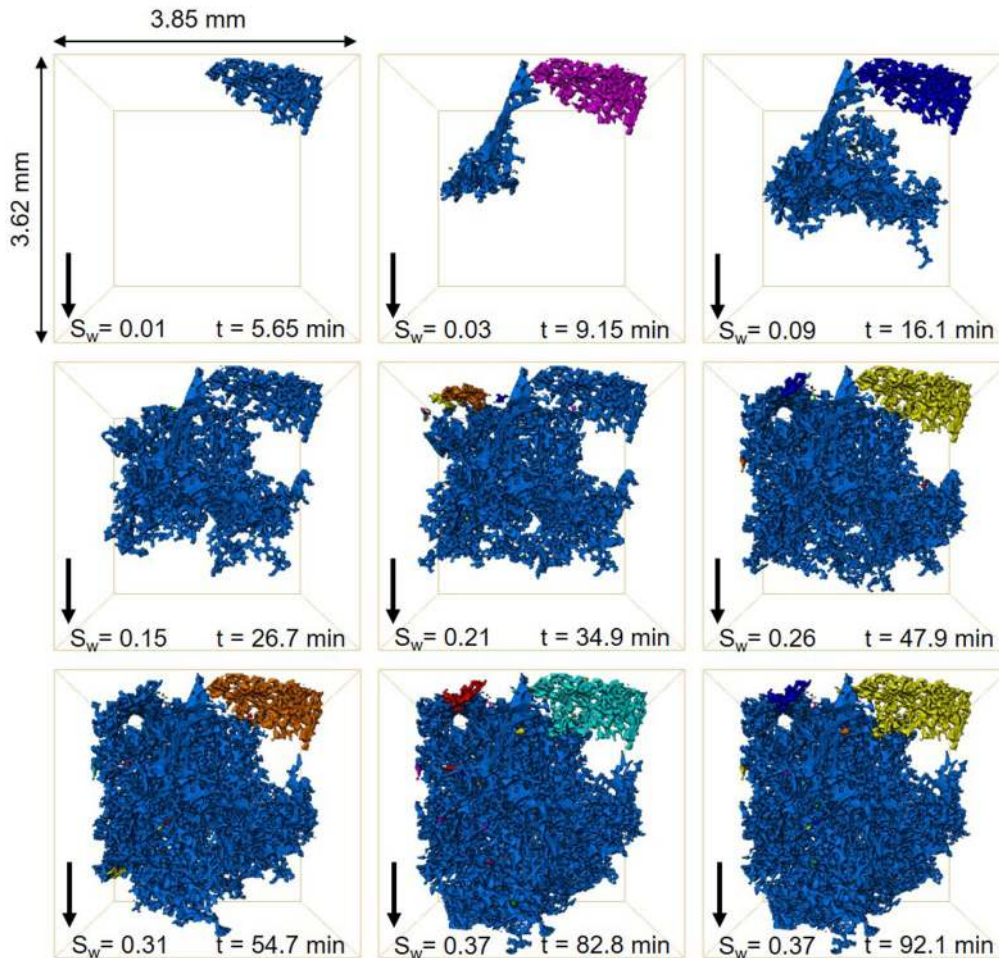 3.85 mm
3.62 mm
Sw= 0.01 t = 5.65 min
Sw= 0.03 t = 9.15 min
Sw= 0.09 t = 16.1 min
Sw= 0.15 t = 26.7 min
Sw= 0.21 t = 34.9 min
Sw= 0.26 t = 47.9 min
Sw= 0.31 t = 54.7 min
Sw= 0.37 t = 82.8 min
Sw= 0.37 t = 92.1 min